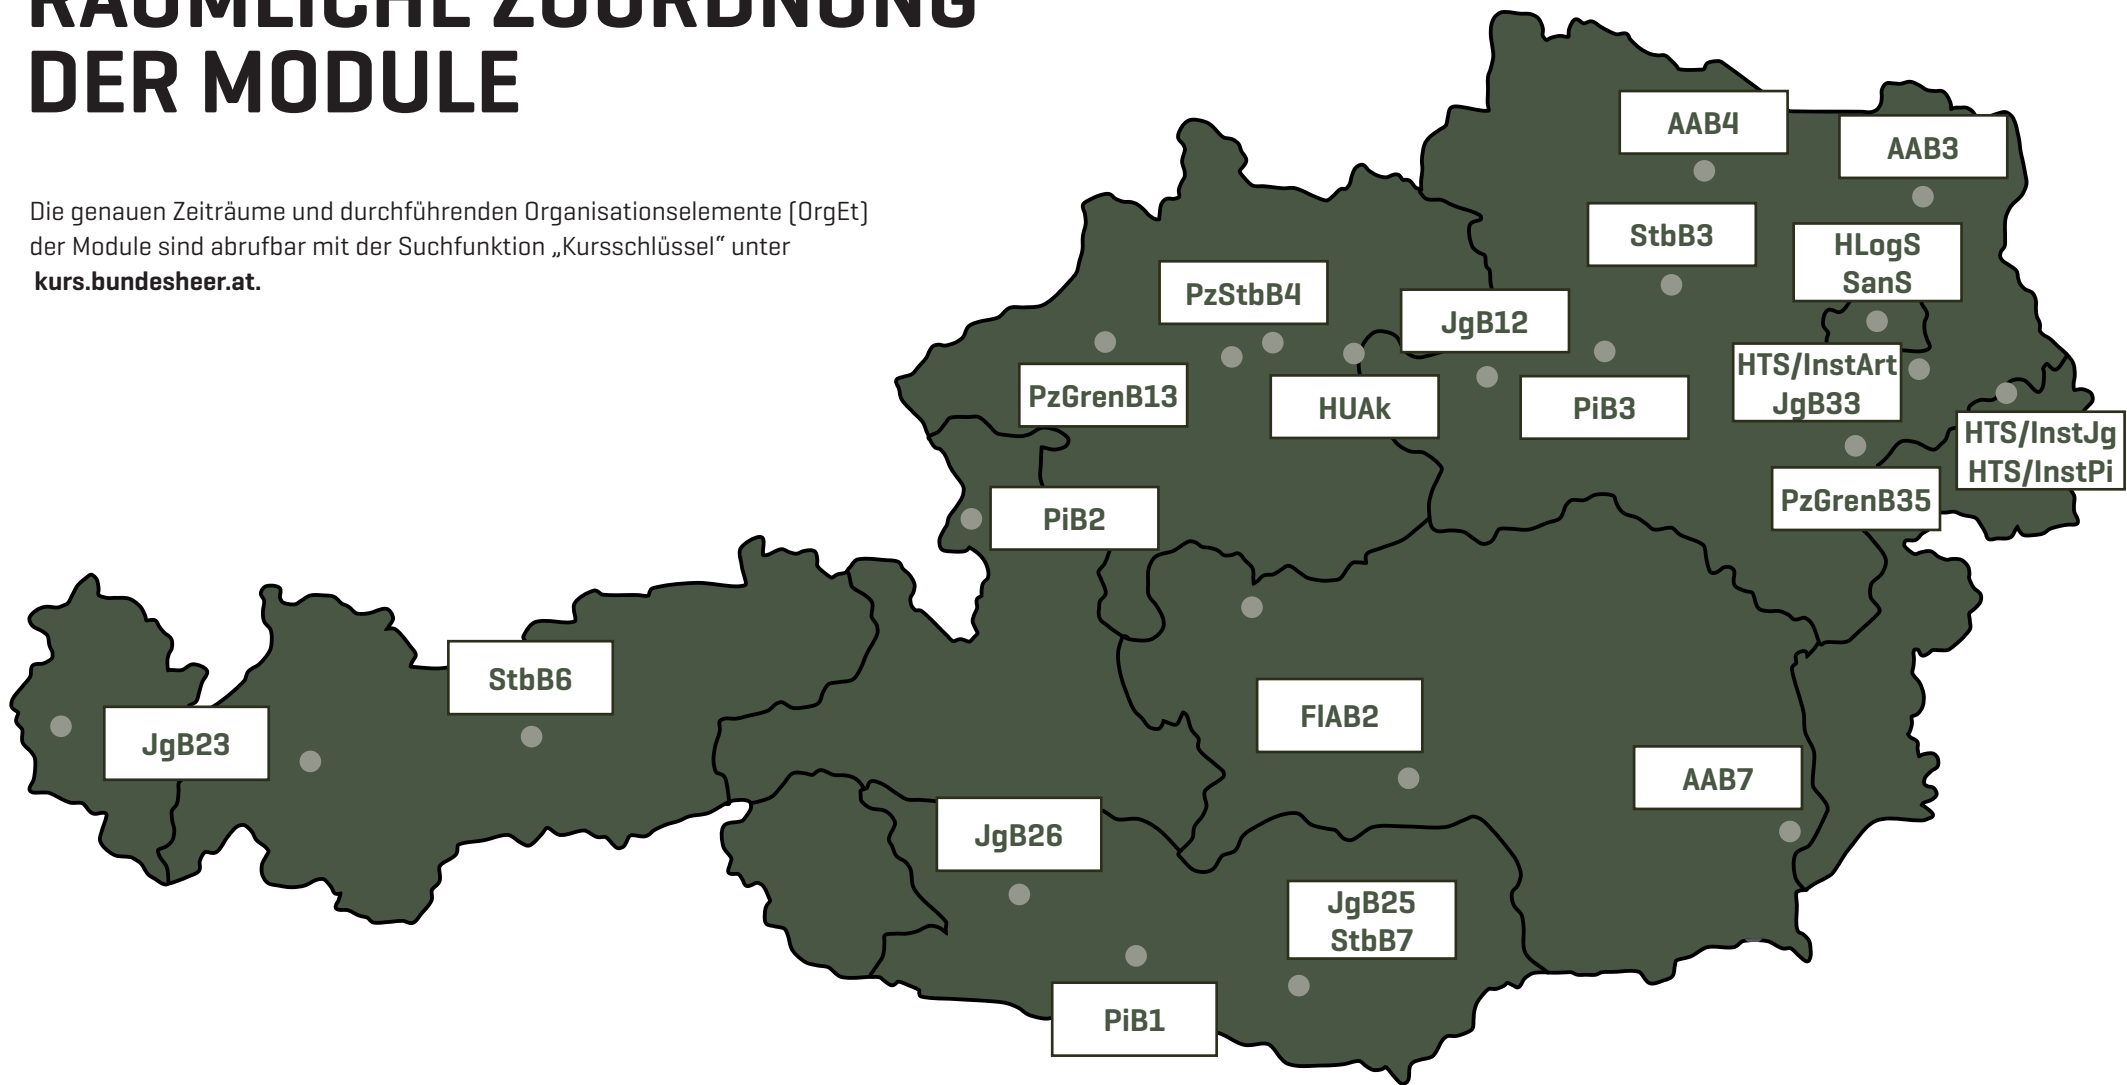 RÄUMLICHE ZUORDNUNG
DER MODULE
Die genauen Zeiträume und durchführenden Organisationselemente (OrgEt)
der Module sind abrufbar mit der Suchfunktion „Kursschlüssel“ unter
kurs.bundesheer.at.
AAB4
AAB3
StbB3
HLogS
SanS
PzStbB4
JgB12
HTS/InstArt
JgB33
PzGrenB13
HUAk
PiB3
HTS/InstJg
HTS/InstPi
PzGrenB35
PiB2
StbB6
FlAB2
JgB23
AAB7
JgB26
JgB25
StbB7
PiB1